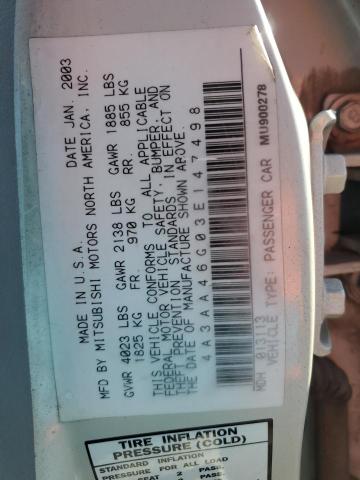 MADE IN U.S.A. DATE JAN. 2003
MFD BY MITSUBISHI MOTORS NORTH AMERICA, INC.
GVWR 4023 LBS GAWR 2138 LBS GAWR 1885 LBS
1825 KG FR. 970 KG RR. 855 KG
THIS VEHICLE CONFORMS TO ALL APPLICABLE
FEDERAL MOTOR VEHICLE SAFETY, BUMPER, AND
THEFT PREVENTION STANDARDS IN EFFECT ON
THE DATE OF MANUFACTURE SHOWN ABOVE.
4A3AA46G03E147498
MDH 013113 MU900278
VEHICLE TYPE: PASSENGER CAR
TIRE INFLATION
PRESSURE (COLD)
STANDARD INFLATION
PRESSURE FOR ALL LOAD
2
PASS.